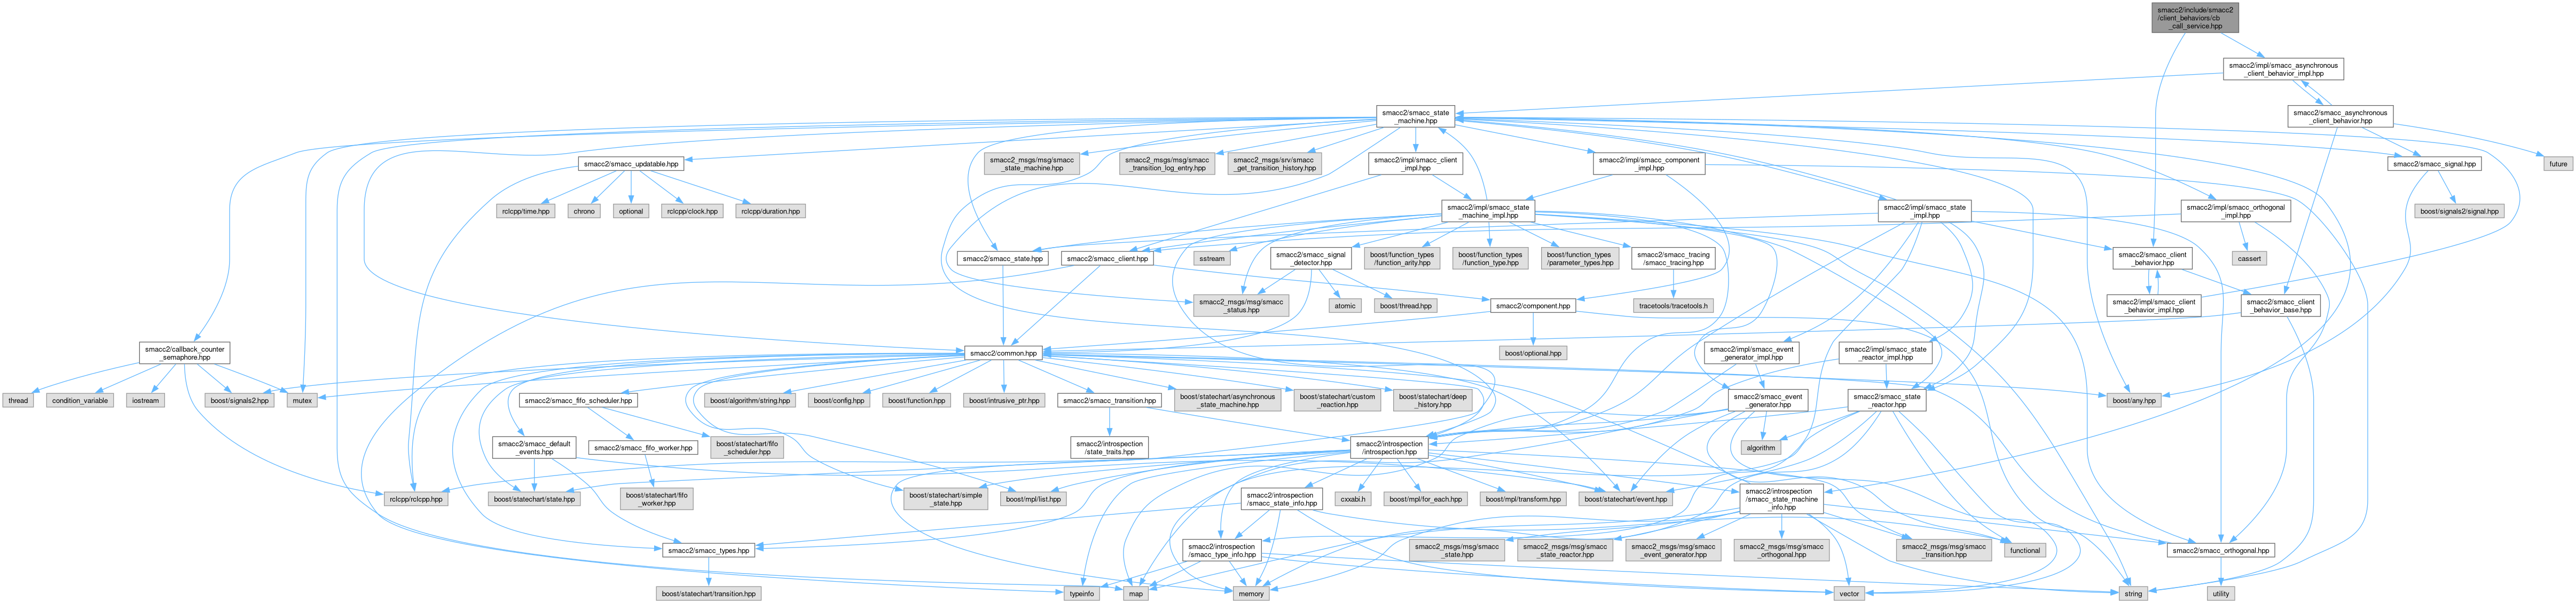 smacc2/include/smacc2
/client_behaviors/cb
_call_service.hpp
smacc2/impl/smacc_asynchronous
_client_behavior_impl.hpp
smacc2/smacc_state
_machine.hpp
smacc2/smacc_asynchronous
_client_behavior.hpp
smacc2/smacc_updatable.hpp
smacc2_msgs/msg/smacc
_state_machine.hpp
smacc2_msgs/msg/smacc
_transition_log_entry.hpp
smacc2_msgs/srv/smacc
_get_transition_history.hpp
smacc2/impl/smacc_client
_impl.hpp
smacc2/impl/smacc_component
_impl.hpp
smacc2/smacc_signal.hpp
future
rclcpp/time.hpp
chrono
optional
rclcpp/clock.hpp
rclcpp/duration.hpp
smacc2/impl/smacc_state
_machine_impl.hpp
smacc2/impl/smacc_state
_impl.hpp
smacc2/impl/smacc_orthogonal
_impl.hpp
boost/signals2/signal.hpp
smacc2/smacc_state.hpp
smacc2/smacc_client.hpp
sstream
smacc2/smacc_signal
_detector.hpp
boost/function_types
/function_arity.hpp
boost/function_types
/function_type.hpp
boost/function_types
/parameter_types.hpp
smacc2/smacc_tracing
/smacc_tracing.hpp
smacc2/smacc_client
_behavior.hpp
cassert
smacc2_msgs/msg/smacc
_status.hpp
atomic
boost/thread.hpp
smacc2/component.hpp
tracetools/tracetools.h
smacc2/impl/smacc_client
_behavior_impl.hpp
smacc2/smacc_client
_behavior_base.hpp
smacc2/callback_counter
_semaphore.hpp
smacc2/common.hpp
boost/optional.hpp
smacc2/impl/smacc_event
_generator_impl.hpp
smacc2/impl/smacc_state
_reactor_impl.hpp
thread
condition_variable
iostream
boost/signals2.hpp
mutex
smacc2/smacc_fifo_scheduler.hpp
boost/algorithm/string.hpp
boost/config.hpp
boost/function.hpp
boost/intrusive_ptr.hpp
smacc2/smacc_transition.hpp
boost/statechart/asynchronous
_state_machine.hpp
boost/statechart/custom
_reaction.hpp
boost/statechart/deep
_history.hpp
smacc2/smacc_event
_generator.hpp
smacc2/smacc_state
_reactor.hpp
boost/any.hpp
smacc2/smacc_default
_events.hpp
smacc2/smacc_fifo_worker.hpp
boost/statechart/fifo
_scheduler.hpp
smacc2/introspection
/state_traits.hpp
smacc2/introspection
/introspection.hpp
algorithm
rclcpp/rclcpp.hpp
boost/statechart/state.hpp
boost/statechart/fifo
_worker.hpp
boost/statechart/simple
_state.hpp
boost/mpl/list.hpp
smacc2/introspection
/smacc_state_info.hpp
cxxabi.h
boost/mpl/for_each.hpp
boost/mpl/transform.hpp
boost/statechart/event.hpp
smacc2/introspection
/smacc_state_machine
_info.hpp
smacc2/smacc_types.hpp
smacc2/introspection
/smacc_type_info.hpp
smacc2_msgs/msg/smacc
_state.hpp
smacc2_msgs/msg/smacc
_state_reactor.hpp
smacc2_msgs/msg/smacc
_event_generator.hpp
smacc2_msgs/msg/smacc
_orthogonal.hpp
smacc2_msgs/msg/smacc
_transition.hpp
functional
smacc2/smacc_orthogonal.hpp
boost/statechart/transition.hpp
typeinfo
map
memory
vector
string
utility